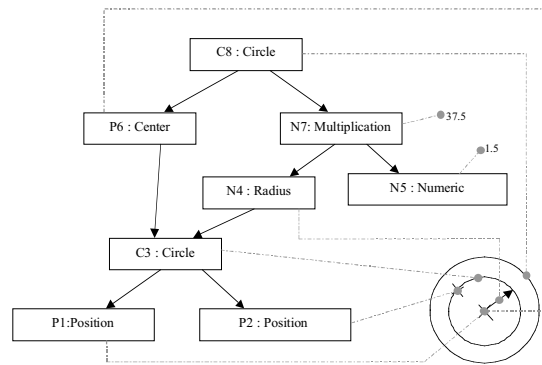 C8 : Circle
P6 : Center
N7: Multiplication
37.5
1.5
N4 : Radius
N5 : Numeric
C3 : Circle
P1:Position
P2 : Position